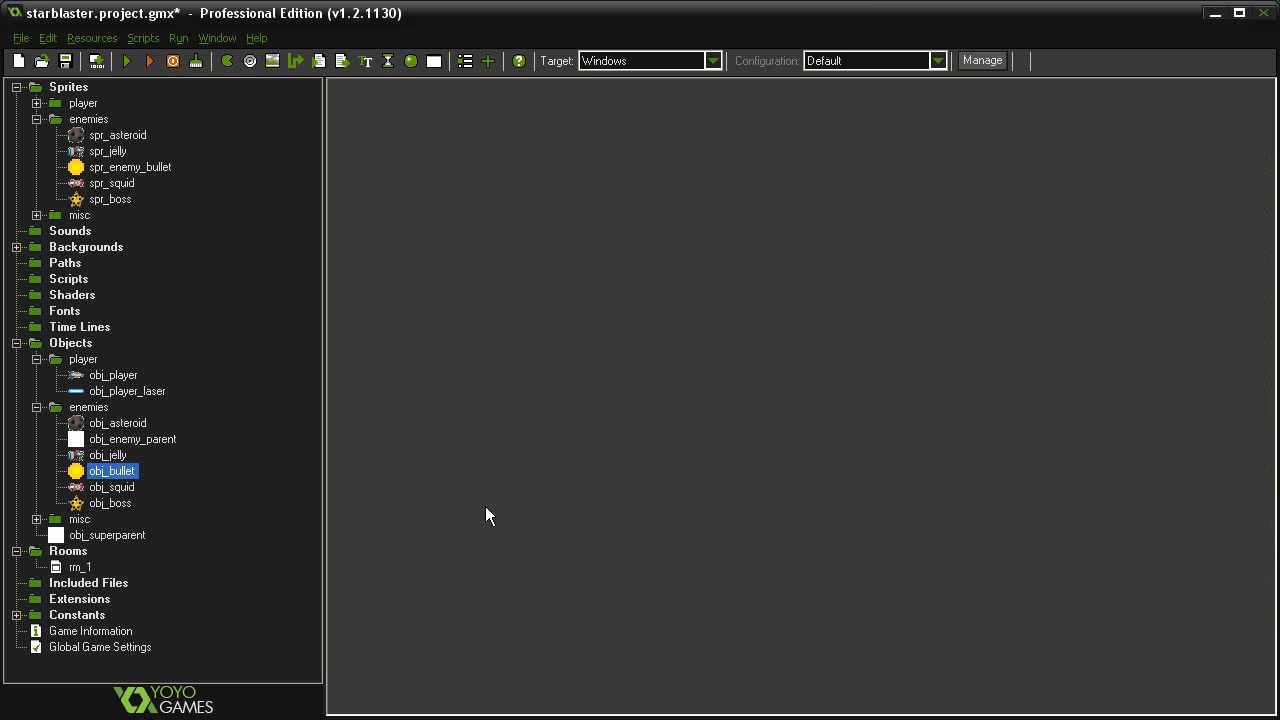 starblaster.project.gmx* - Professional Edition (v1.2.1130)
File Edit Resources Scripts Run Window Help
Target: Windows Configuration: Default Manage
Sprites
player
enemies
spr_asteroid
spr_jelly
spr_enemy_bullet
spr_squid
spr_boss
misc
Sounds
Backgrounds
Paths
Scripts
Shaders
Fonts
Time Lines
Objects
player
obj_player
obj_player_laser
enemies
obj_asteroid
obj_enemy_parent
obj_jelly
obj_bullet
obj_squid
obj_boss
misc
obj_superparent
Rooms
rm_1
Included Files
Extensions
Constants
Game Information
Global Game Settings
YOYO
GAMES